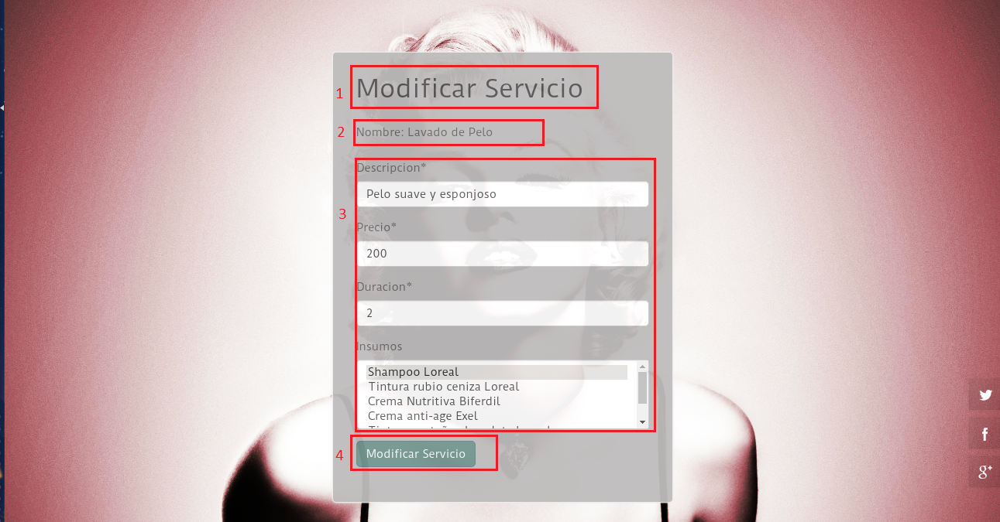 1
Modificar Servicio
2
Nombre: Lavado de Pelo
3
Descripcion*
Pelo suave y esponjoso
Precio*
200
Duracion*
2
Insumos
Shampoo Loreal
Tintura rubio ceniza Loreal
Crema Nutritiva Biferdil
Crema anti-age Exel
4
Modificar Servicio